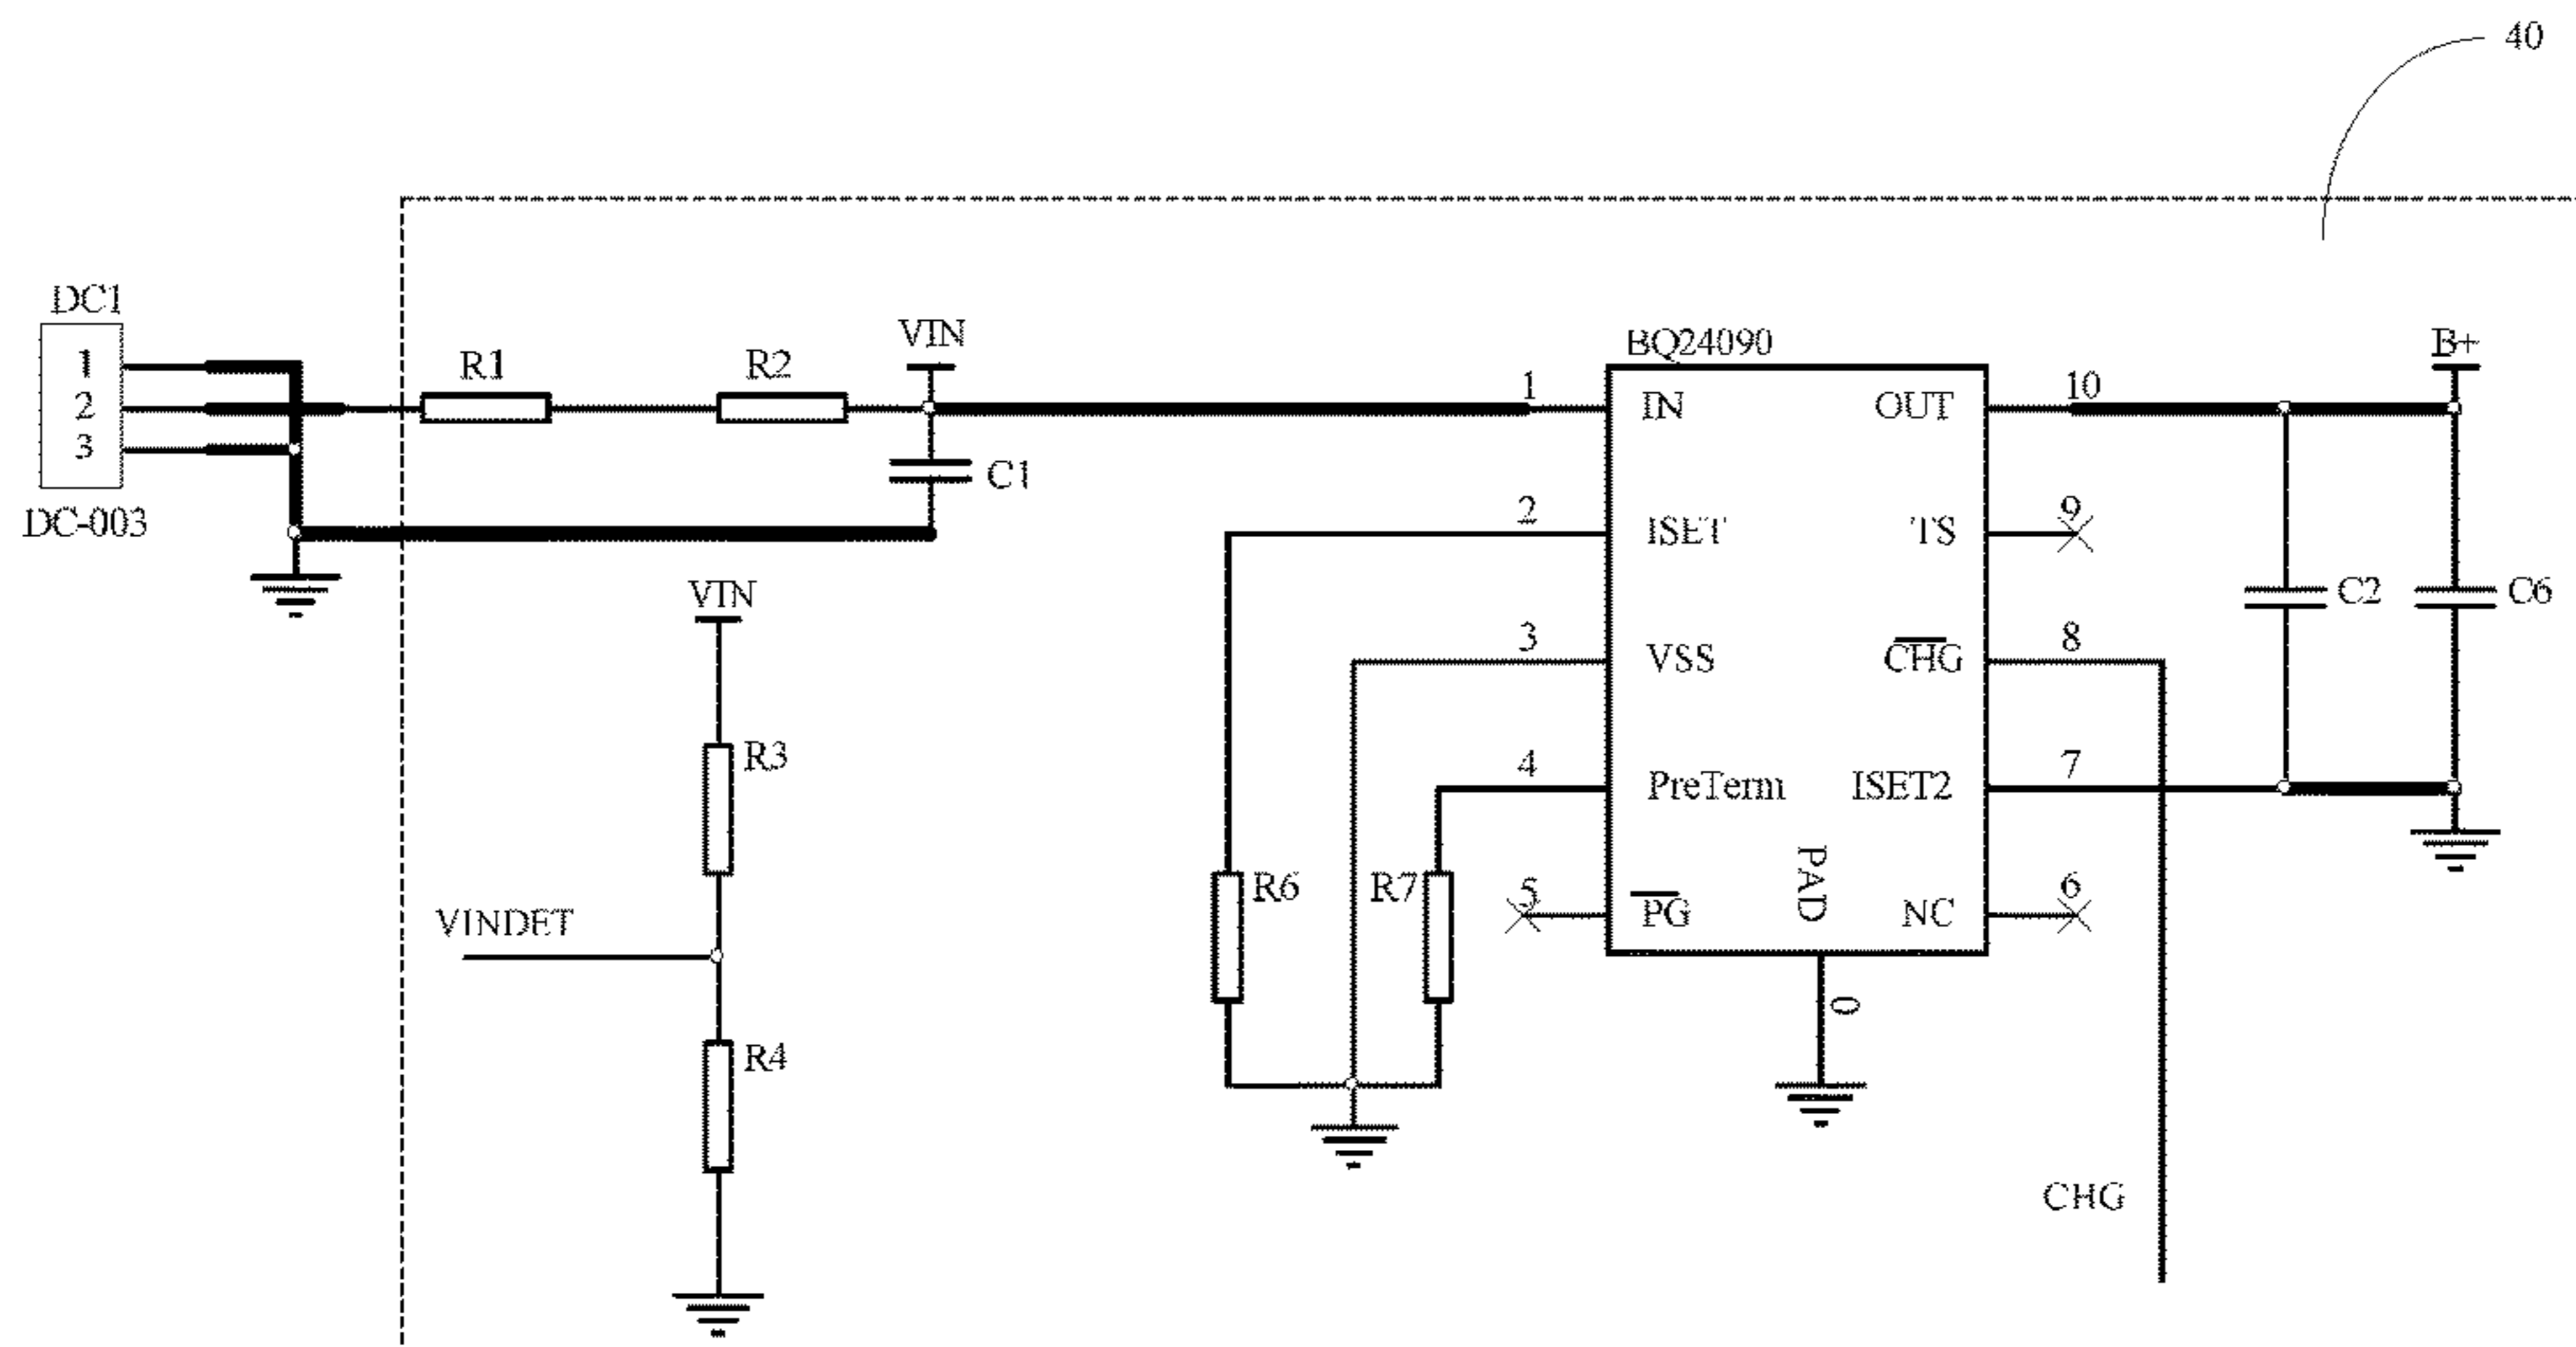 40
DC1
1
2
3
DC-003
R1
R2
VIN
C1
BQ24090
1
IN
2
ISET
3
VSS
4
PreTerm
5
PG
OUT
10
TS
9
CHG
8
ISET2
7
NC
6
PAD
0
B+
C2
C6
VIN
R3
VINDET
R4
R6
R7
CHG